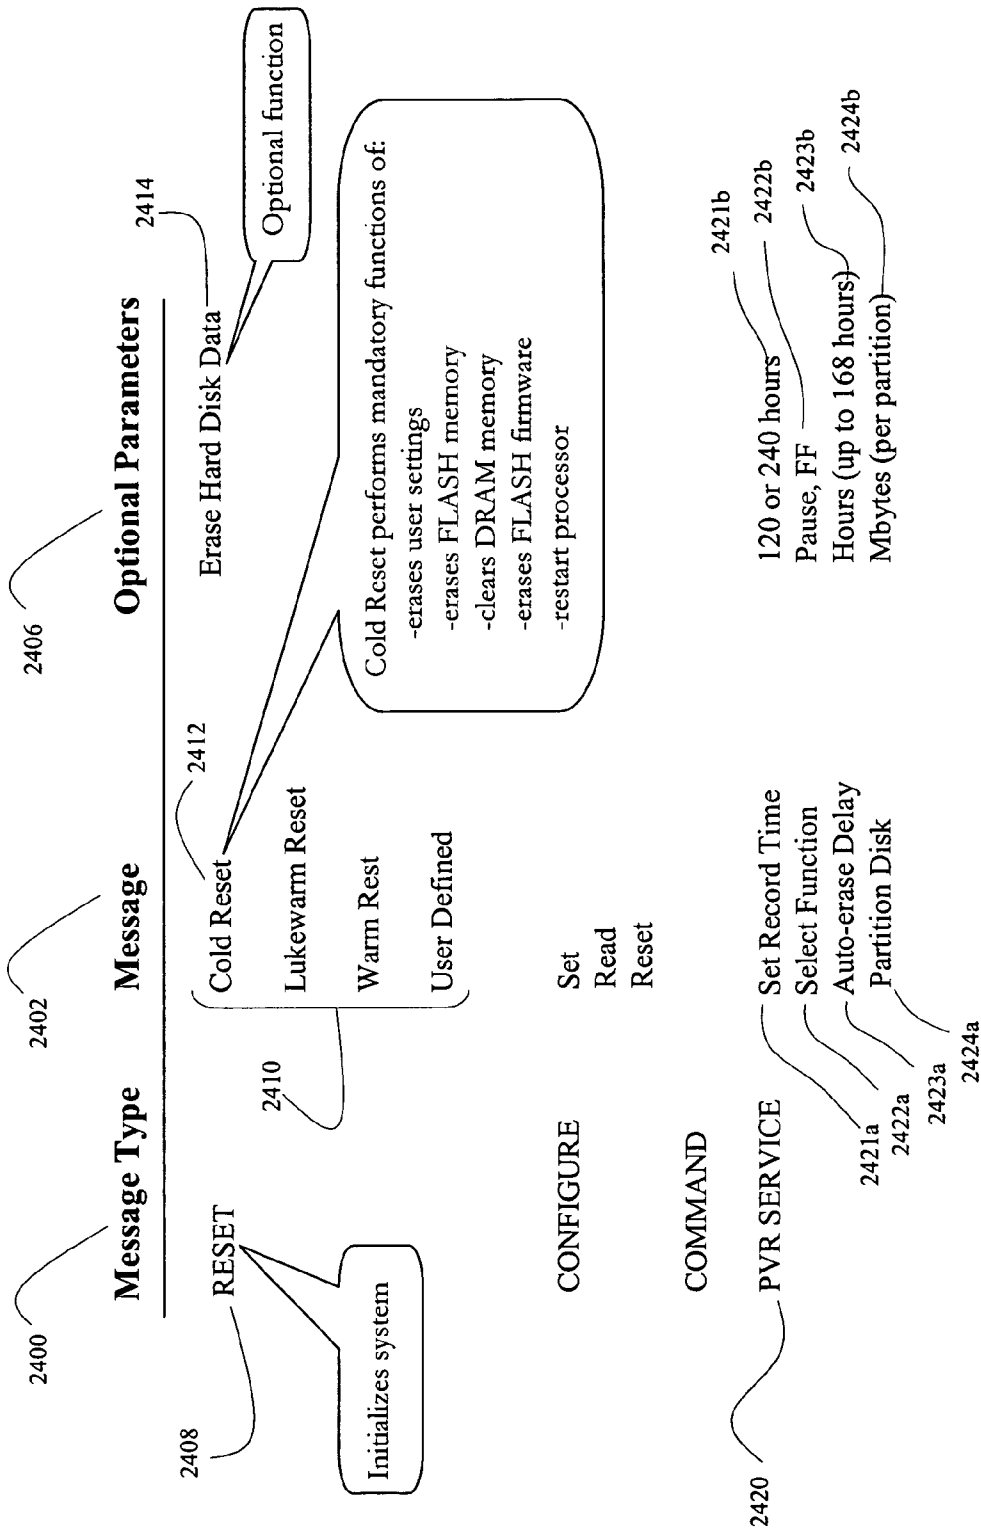 2400
2402
2406
Message Type
Message
Optional Parameters
2408
RESET
Initializes system
2410
2412
Cold Reset
Lukewarm Reset
Warm Rest
User Defined
2414
Erase Hard Disk Data
Optional function
Cold Reset performs mandatory functions of:
-erases user settings
-erases FLASH memory
-clears DRAM memory
-erases FLASH firmware
-restart processor
CONFIGURE
Set
Read
Reset
COMMAND
2420
PVR SERVICE
2421a
2422a
2423a
2424a
Set Record Time
Select Function
Auto-erase Delay
Partition Disk
120 or 240 hours
Pause, FF
Hours (up to 168 hours)
Mbytes (per partition)
2421b
2422b
2423b
2424b